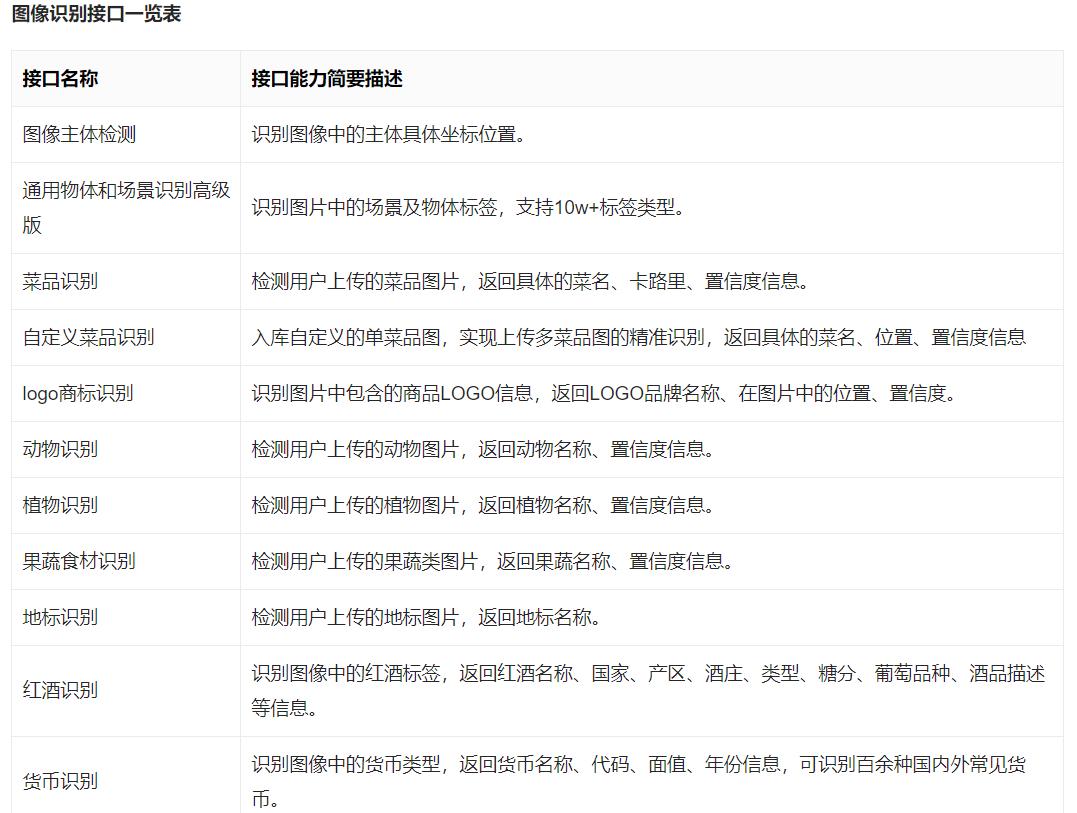 图像识别接口一览表
接口名称
接口能力简要描述
图像主体检测
识别图像中的主体具体坐标位置。
通用物体和场景识别高级
版
识别图片中的场景及物体标签，支持10w+标签类型。
菜品识别
检测用户上传的菜品图片，返回具体的菜名、卡路里、置信度信息。
自定义菜品识别
入库自定义的单菜品图，实现上传多菜品图的精准识别，返回具体的菜名、位置、置信度信息
logo商标识别
识别图片中包含的商品LOGO信息，返回LOGO品牌名称、在图片中的位置、置信度。
动物识别
检测用户上传的动物图片，返回动物名称、置信度信息。
植物识别
检测用户上传的植物图片，返回植物名称、置信度信息。
果蔬食材识别
检测用户上传的果蔬类图片，返回果蔬名称、置信度信息。
地标识别
检测用户上传的地标图片，返回地标名称。
红酒识别
识别图像中的红酒标签，返回红酒名称、国家、产区、酒庄、类型、糖分、葡萄品种、酒品描述
等信息。
货币识别
识别图像中的货币类型，返回货币名称、代码、面值、年份信息，可识别百余种国内外常见货
币。